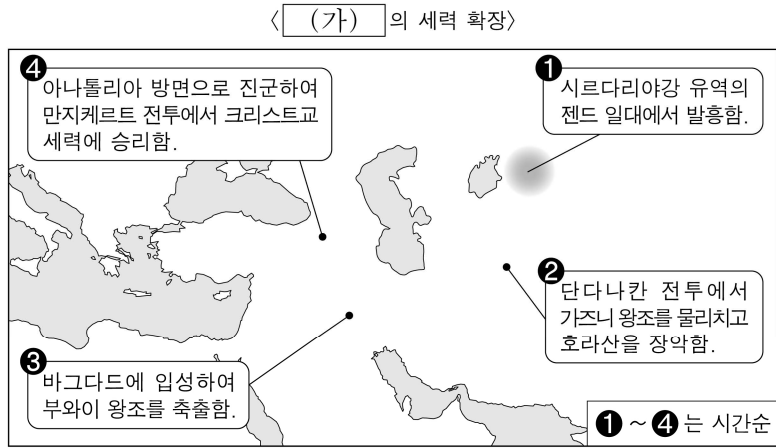 〈 (가) 의 세력 확장〉
❹
아나톨리아 방면으로 진군하여
만지케르트 전투에서 크리스트교
세력에 승리함.
❶
시르다리야강 유역의
젠드 일대에서 발흥함.
❷
단다나칸 전투에서
가즈니 왕조를 물리치고
호라산을 장악함.
❸
바그다드에 입성하여
부와이 왕조를 축출함.
❶～❹는 시간순